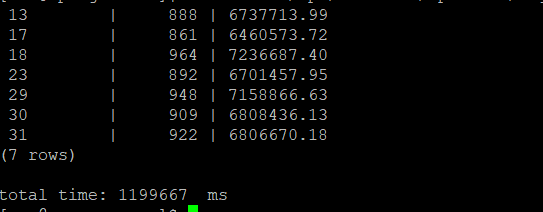 13 | 888 | 6737713.99
17 | 861 | 6460573.72
18 | 964 | 7236687.40
23 | 892 | 6701457.95
29 | 948 | 7158866.63
30 | 909 | 6808436.13
31 | 922 | 6806670.18
(7 rows)
total time: 1199667 ms